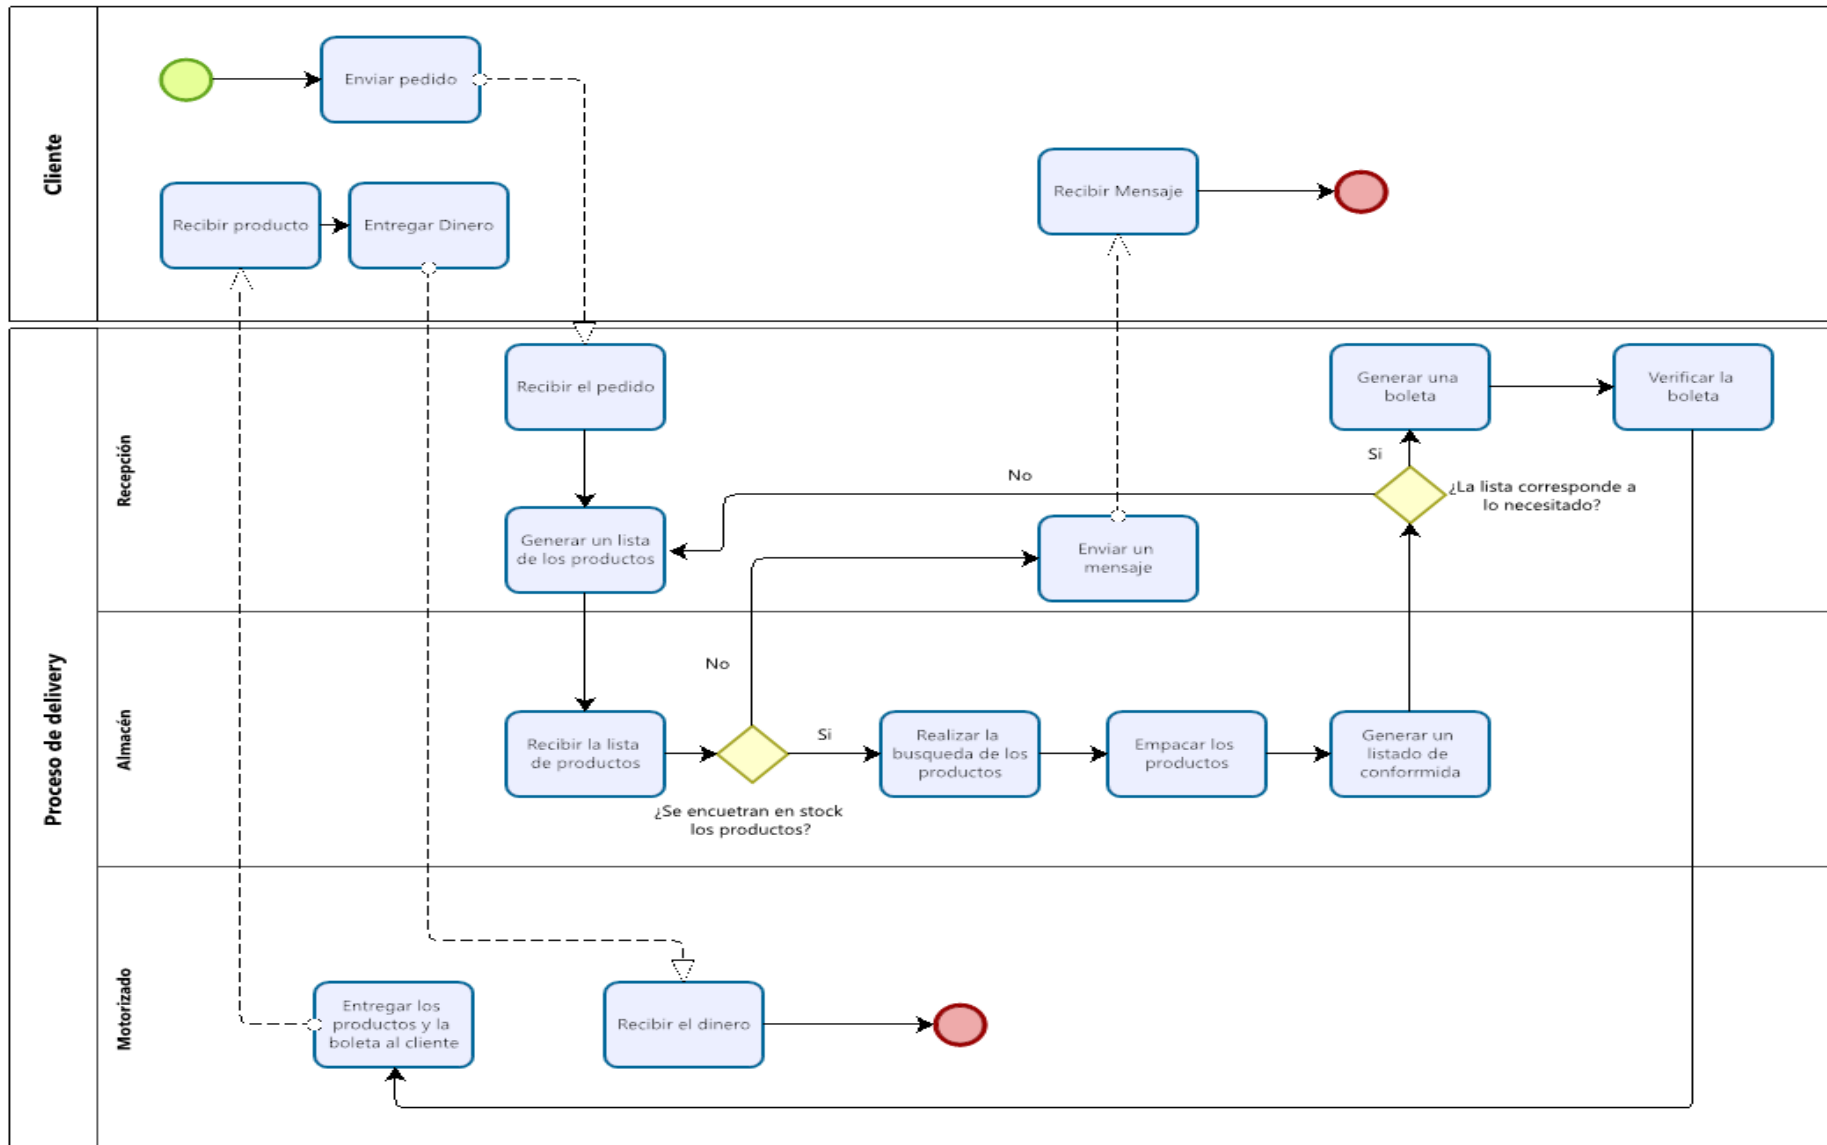 Cliente
Enviar pedido
Recibir producto
Entregar Dinero
Recibir Mensaje
Proceso de delivery
Recepción
Recibir el pedido
Generar una
boleta
Verificar la
boleta
Si
No
¿La lista corresponde a
lo necesitado?
Generar un lista
de los productos
Enviar un
mensaje
Almacén
No
Recibir la lista
de productos
Si
¿Se encuetran en stock
los productos?
Realizar la
busqueda de los
productos
Empacar los
productos
Generar un
listado de
conforrmida
Motorizado
Entregar los
productos y la
boleta al cliente
Recibir el dinero